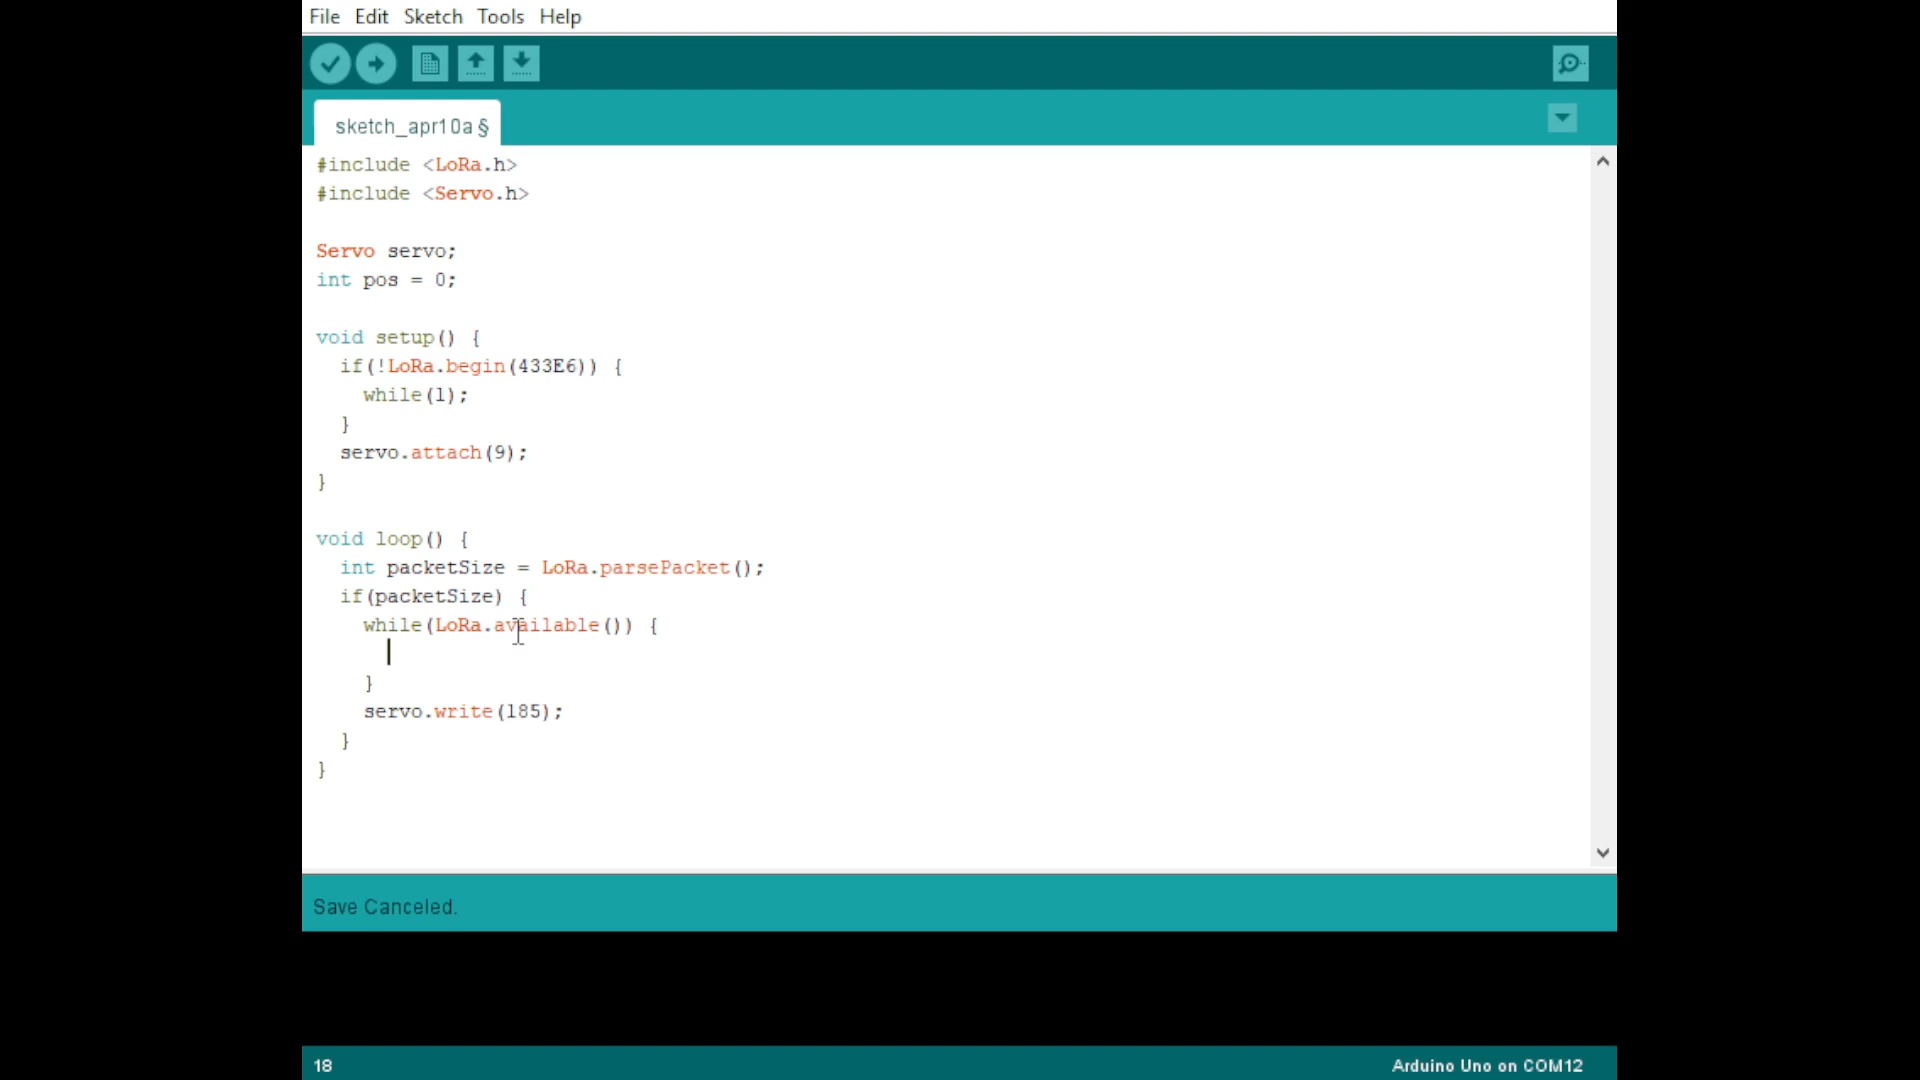 File Edit Sketch Tools Help
sketch_apr10a §
#include <LoRa.h>
#include <Servo.h>
Servo servo;
int pos = 0;
void setup() {
  if(!LoRa.begin(433E6)) {
    while(1);
  }
  servo.attach(9);
}
void loop() {
  int packetSize = LoRa.parsePacket();
  if(packetSize) {
    while(LoRa.available()) {
    }
    servo.write(185);
  }
}
Save Canceled.
18
Arduino Uno on COM12